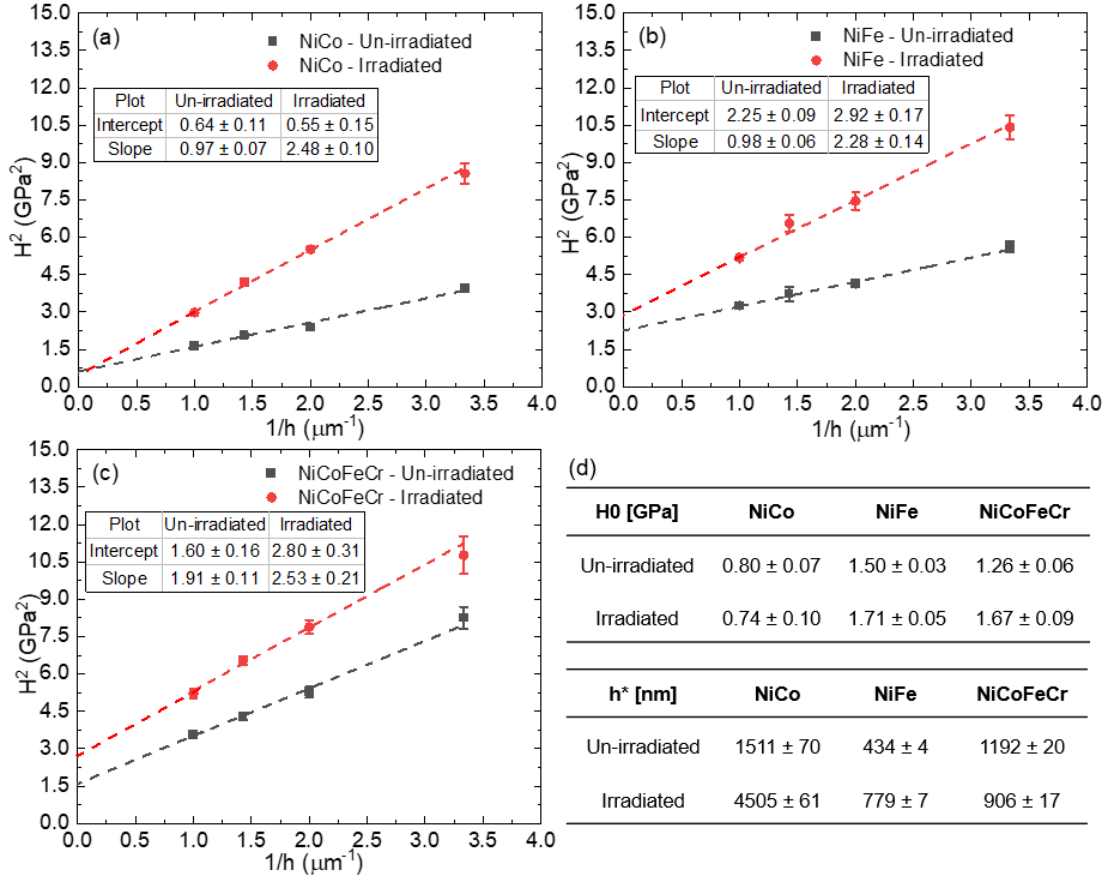 (a)
NiCo - Un-irradiated
NiCo - Irradiated
Plot Un-irradiated Irradiated
Intercept 0.64 ± 0.11 0.55 ± 0.15
Slope 0.97 ± 0.07 2.48 ± 0.10
15.0
13.5
12.0
10.5
9.0
7.5
6.0
4.5
3.0
1.5
0.0
H² (GPa²)
0.0 0.5 1.0 1.5 2.0 2.5 3.0 3.5 4.0
1/h (μm⁻¹)
(b)
NiFe - Un-irradiated
NiFe - Irradiated
Plot Un-irradiated Irradiated
Intercept 2.25 ± 0.09 2.92 ± 0.17
Slope 0.98 ± 0.06 2.28 ± 0.14
15.0
13.5
12.0
10.5
9.0
7.5
6.0
4.5
3.0
1.5
0.0
H² (GPa²)
0.0 0.5 1.0 1.5 2.0 2.5 3.0 3.5 4.0
1/h (μm⁻¹)
(c)
NiCoFeCr - Un-irradiated
NiCoFeCr - Irradiated
Plot Un-irradiated Irradiated
Intercept 1.60 ± 0.16 2.80 ± 0.31
Slope 1.91 ± 0.11 2.53 ± 0.21
15.0
13.5
12.0
10.5
9.0
7.5
6.0
4.5
3.0
1.5
0.0
H² (GPa²)
0.0 0.5 1.0 1.5 2.0 2.5 3.0 3.5 4.0
1/h (μm⁻¹)
(d)
H0 [GPa] NiCo NiFe NiCoFeCr
Un-irradiated 0.80 ± 0.07 1.50 ± 0.03 1.26 ± 0.06
Irradiated 0.74 ± 0.10 1.71 ± 0.05 1.67 ± 0.09
h* [nm] NiCo NiFe NiCoFeCr
Un-irradiated 1511 ± 70 434 ± 4 1192 ± 20
Irradiated 4505 ± 61 779 ± 7 906 ± 17